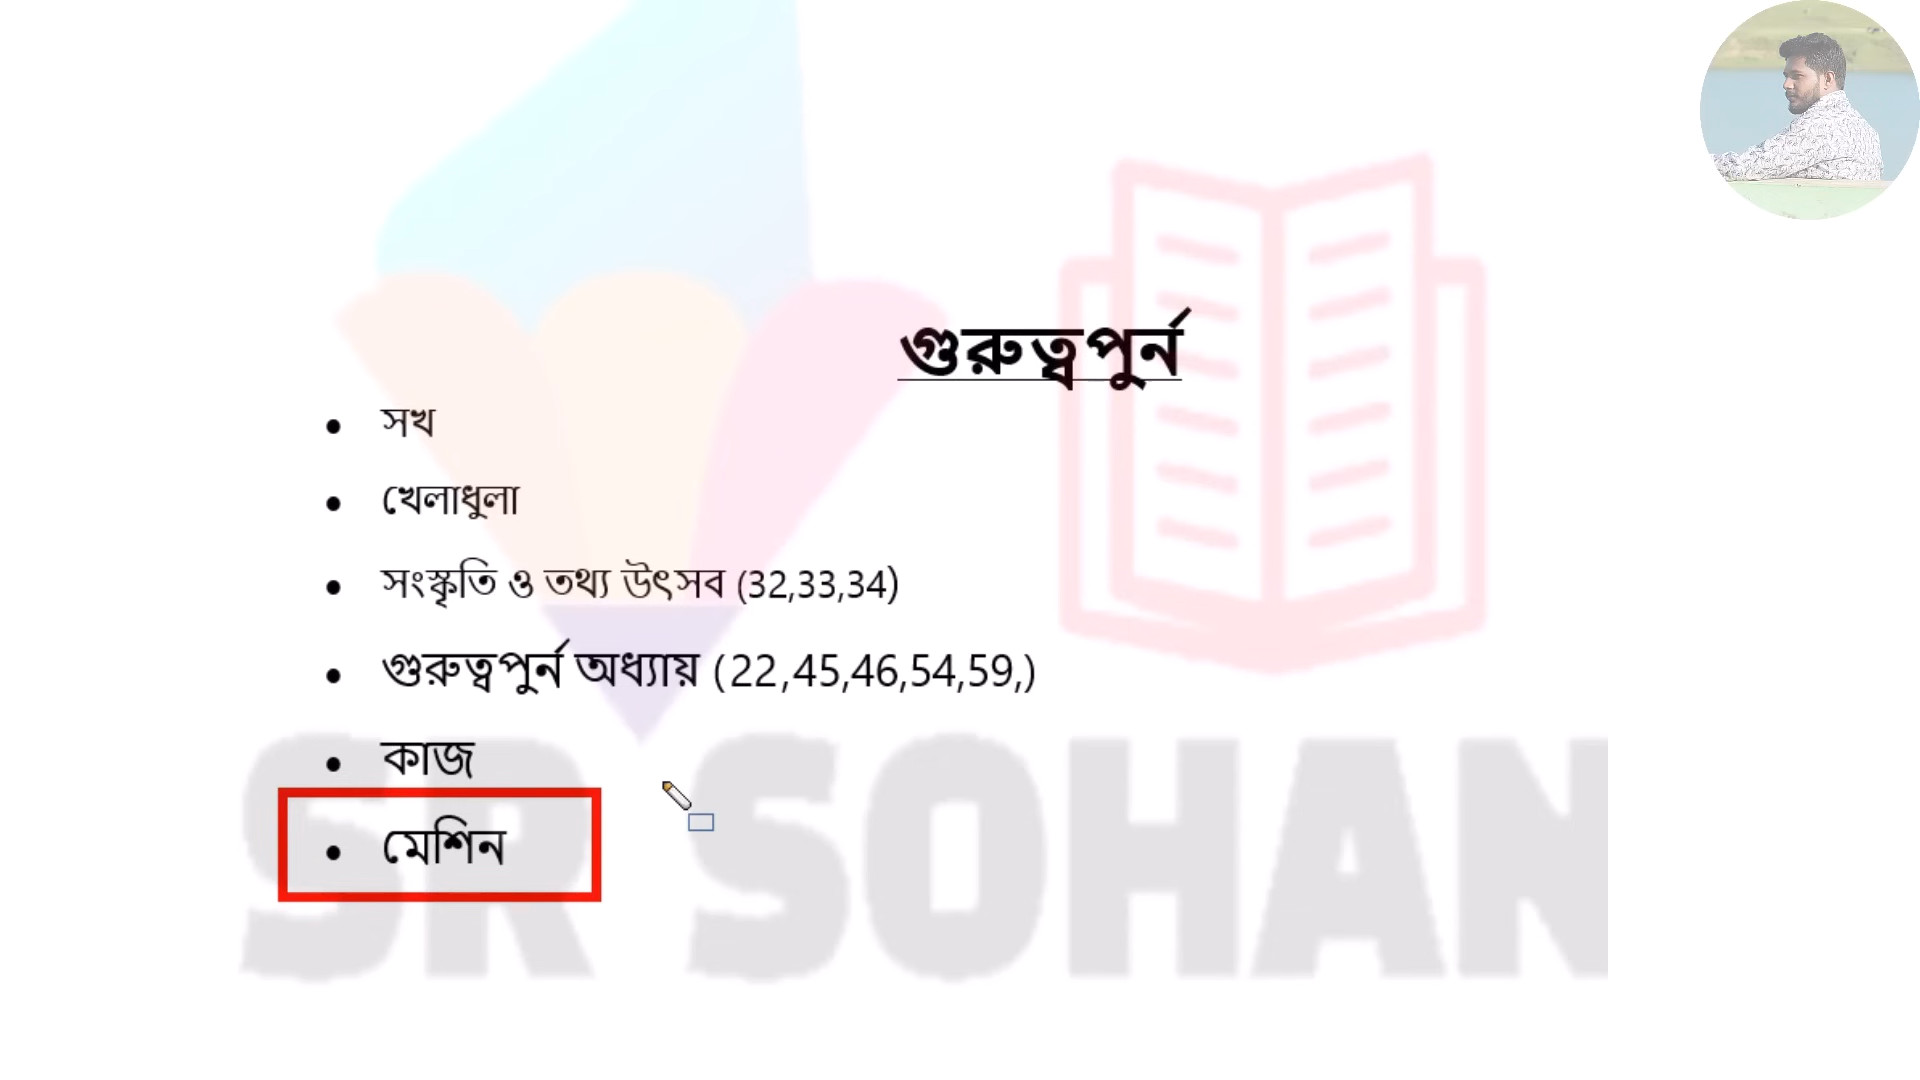 গুরুত্বপুর্ন
• সখ
• খেলাধুলা
• সংস্কৃতি ও তথ্য উৎসব (32,33,34)
• গুরুত্বপুর্ন অধ্যায় (22,45,46,54,59,)
• কাজ
• মেশিন
SR SOHAN